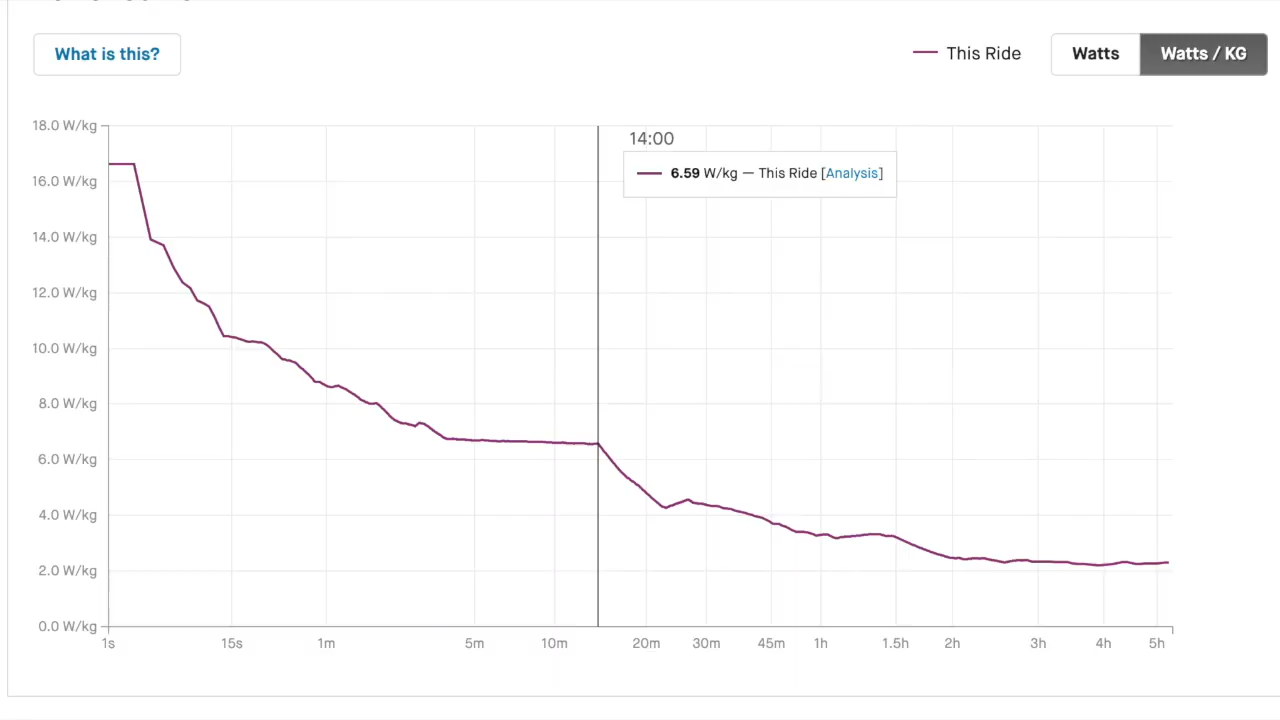 What is this?
This Ride
Watts
Watts / KG
18.0 W/kg
14:00
6.59 W/kg — This Ride [Analysis]
16.0 W/kg
14.0 W/kg
12.0 W/kg
10.0 W/kg
8.0 W/kg
6.0 W/kg
4.0 W/kg
2.0 W/kg
0.0 W/kg
1s 15s 1m 5m 10m 20m 30m 45m 1h 1.5h 2h 3h 4h 5h